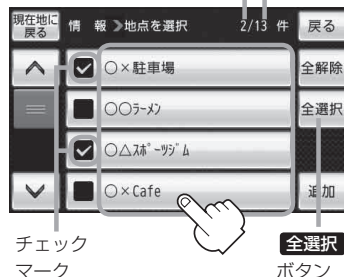 現在地に
戻る
情 報 》地点を選択
2/13 件
戻る
○×駐車場
全解除
○○ﾗｰﾒﾝ
全選択
○△ｽﾎﾟｰﾂｼﾞﾑ
○×Cafe
追加
チェック
マーク
全選択
ボタン